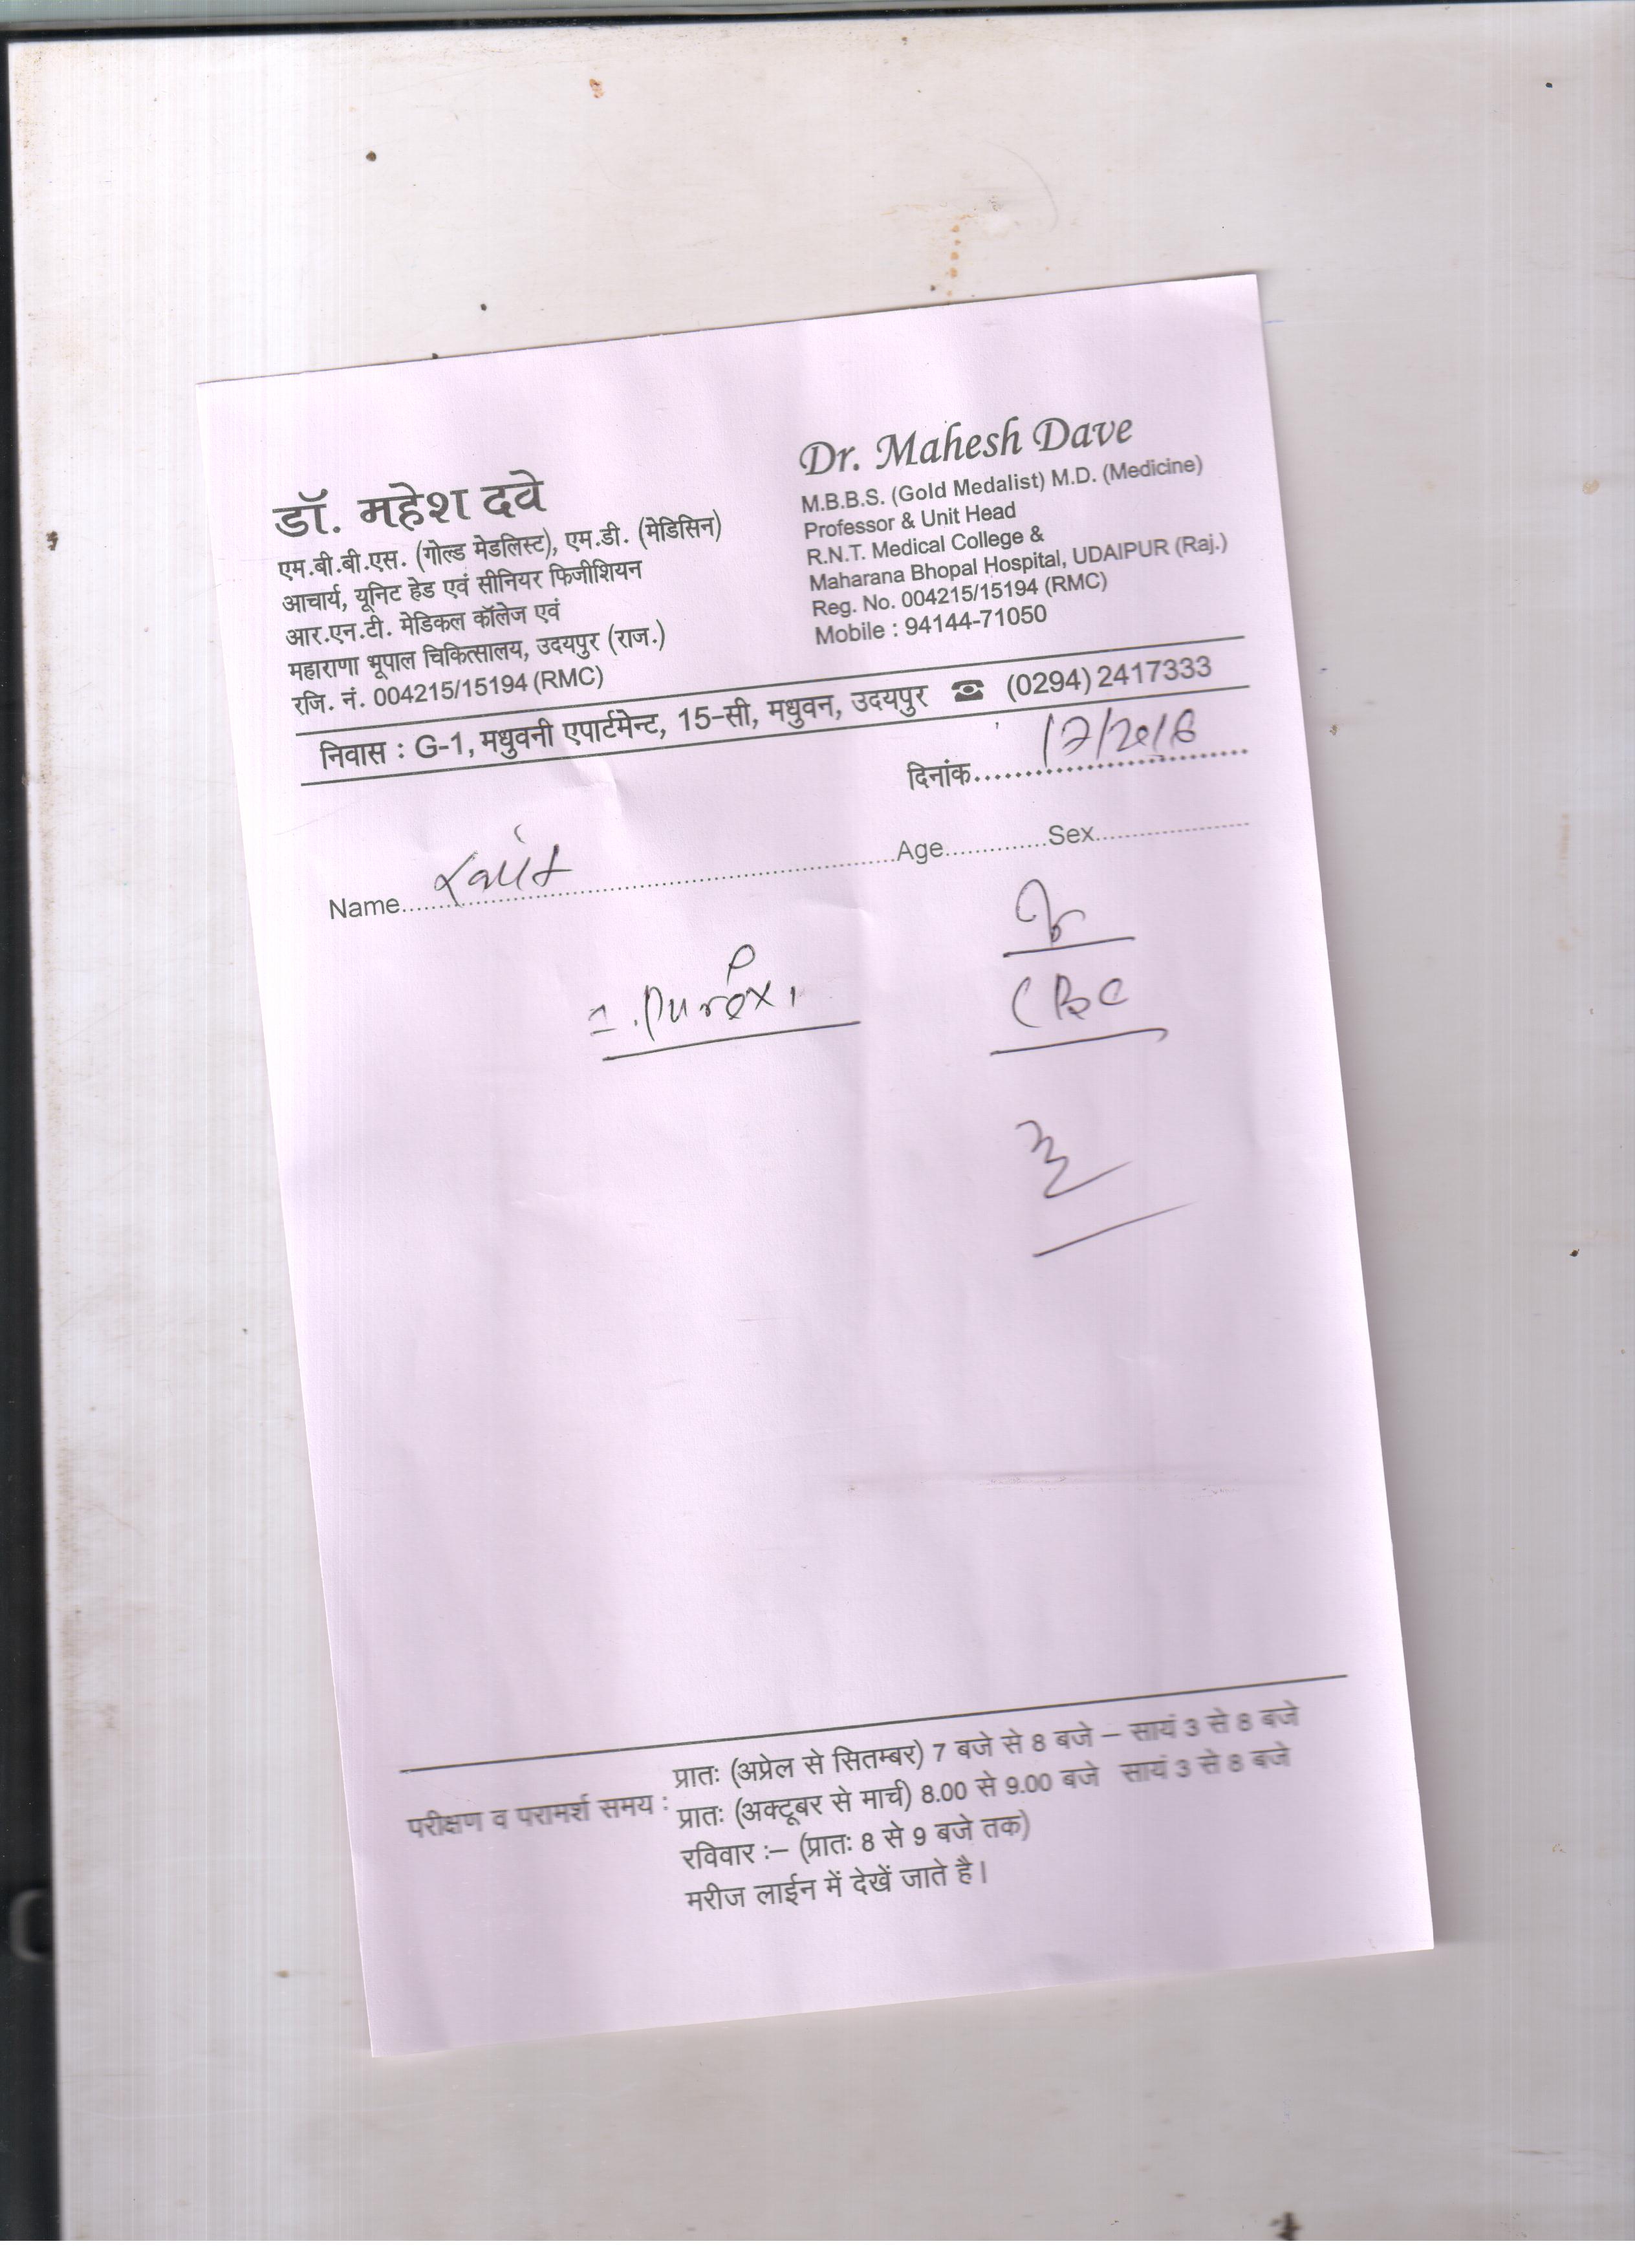 डॉ. महेश दवे
एम.बी.बी.एस. (गोल्ड मेडलिस्ट), एम.डी. (मेडिसिन)
आचार्य, यूनिट हेड एवं सीनियर फिजीशियन
आर.एन.टी. मेडिकल कॉलेज एवं
महाराणा भूपाल चिकित्सालय, उदयपुर (राज.)
रजि. नं. 004215/15194 (RMC)
Dr. Mahesh Dave
M.B.B.S. (Gold Medalist) M.D. (Medicine)
Professor & Unit Head
R.N.T. Medical College &
Maharana Bhopal Hospital, UDAIPUR (Raj.)
Reg. No. 004215/15194 (RMC)
Mobile : 94144-71050
निवास : G-1, मधुवनी एपार्टमेन्ट, 15-सी, मधुवन, उदयपुर ☎ (0294) 2417333
दिनांक
Name Lalit Age Sex
CBC
परीक्षण व परामर्श समय : प्रातः (अप्रेल से सितम्बर) 7 बजे से 8 बजे – सायं 3 से 8 बजे
प्रातः (अक्टूबर से मार्च) 8.00 से 9.00 बजे सायं 3 से 8 बजे
रविवार :– (प्रातः 8 से 9 बजे तक)
मरीज लाईन में देखें जाते है।